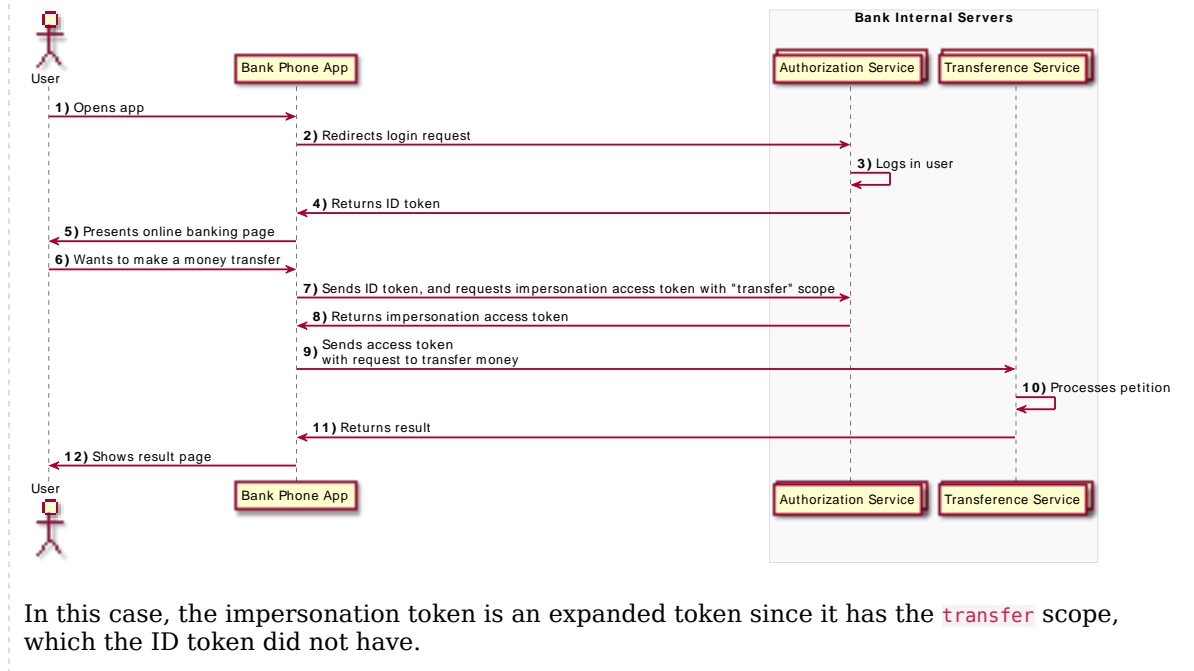 Bank Internal Servers
User
Bank Phone App
Authorization Service
Transference Service
1) Opens app
2) Redirects login request
3) Logs in user
4) Returns ID token
5) Presents online banking page
6) Wants to make a money transfer
7) Sends ID token, and requests impersonation access token with "transfer" scope
8) Returns impersonation access token
9) Sends access token
with request to transfer money
10) Processes petition
11) Returns result
12) Shows result page
User
Bank Phone App
Authorization Service
Transference Service
In this case, the impersonation token is an expanded token since it has the transfer scope,
which the ID token did not have.